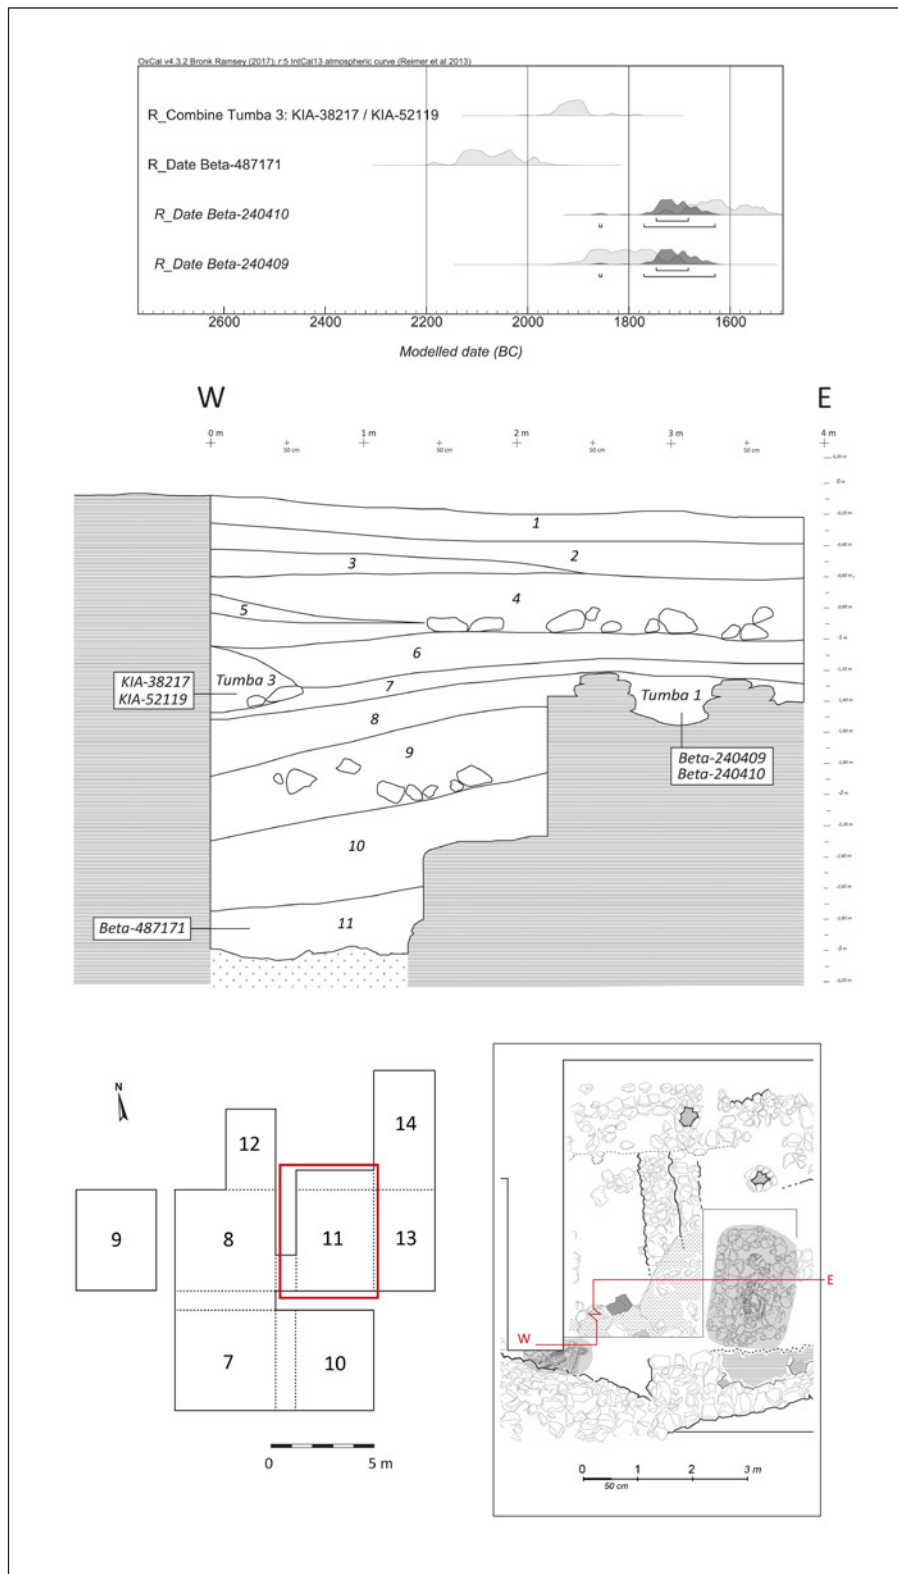 OxCal v4.3.2 Bronk Ramsey (2017); r:5 IntCal13 atmospheric curve (Reimer et al 2013)
R_Combine Tumba 3: KIA-38217 / KIA-52119
R_Date Beta-487171
R_Date Beta-240410
R_Date Beta-240409
2600 2400 2200 2000 1800 1600
Modelled date (BC)
W E
0 m 1 m 2 m 3 m 4 m
50 cm 50 cm 50 cm 50 cm
0 m
1
2
3
4
5
-1 m
6
Tumba 3
KIA-38217
KIA-52119
7
Tumba 1
8
9
Beta-240409
Beta-240410
-2 m
10
Beta-487171
11
-3 m
N
14
12
9 8 11 13
7 10
0 5 m
E
W
0 1 2 3 m
50 cm